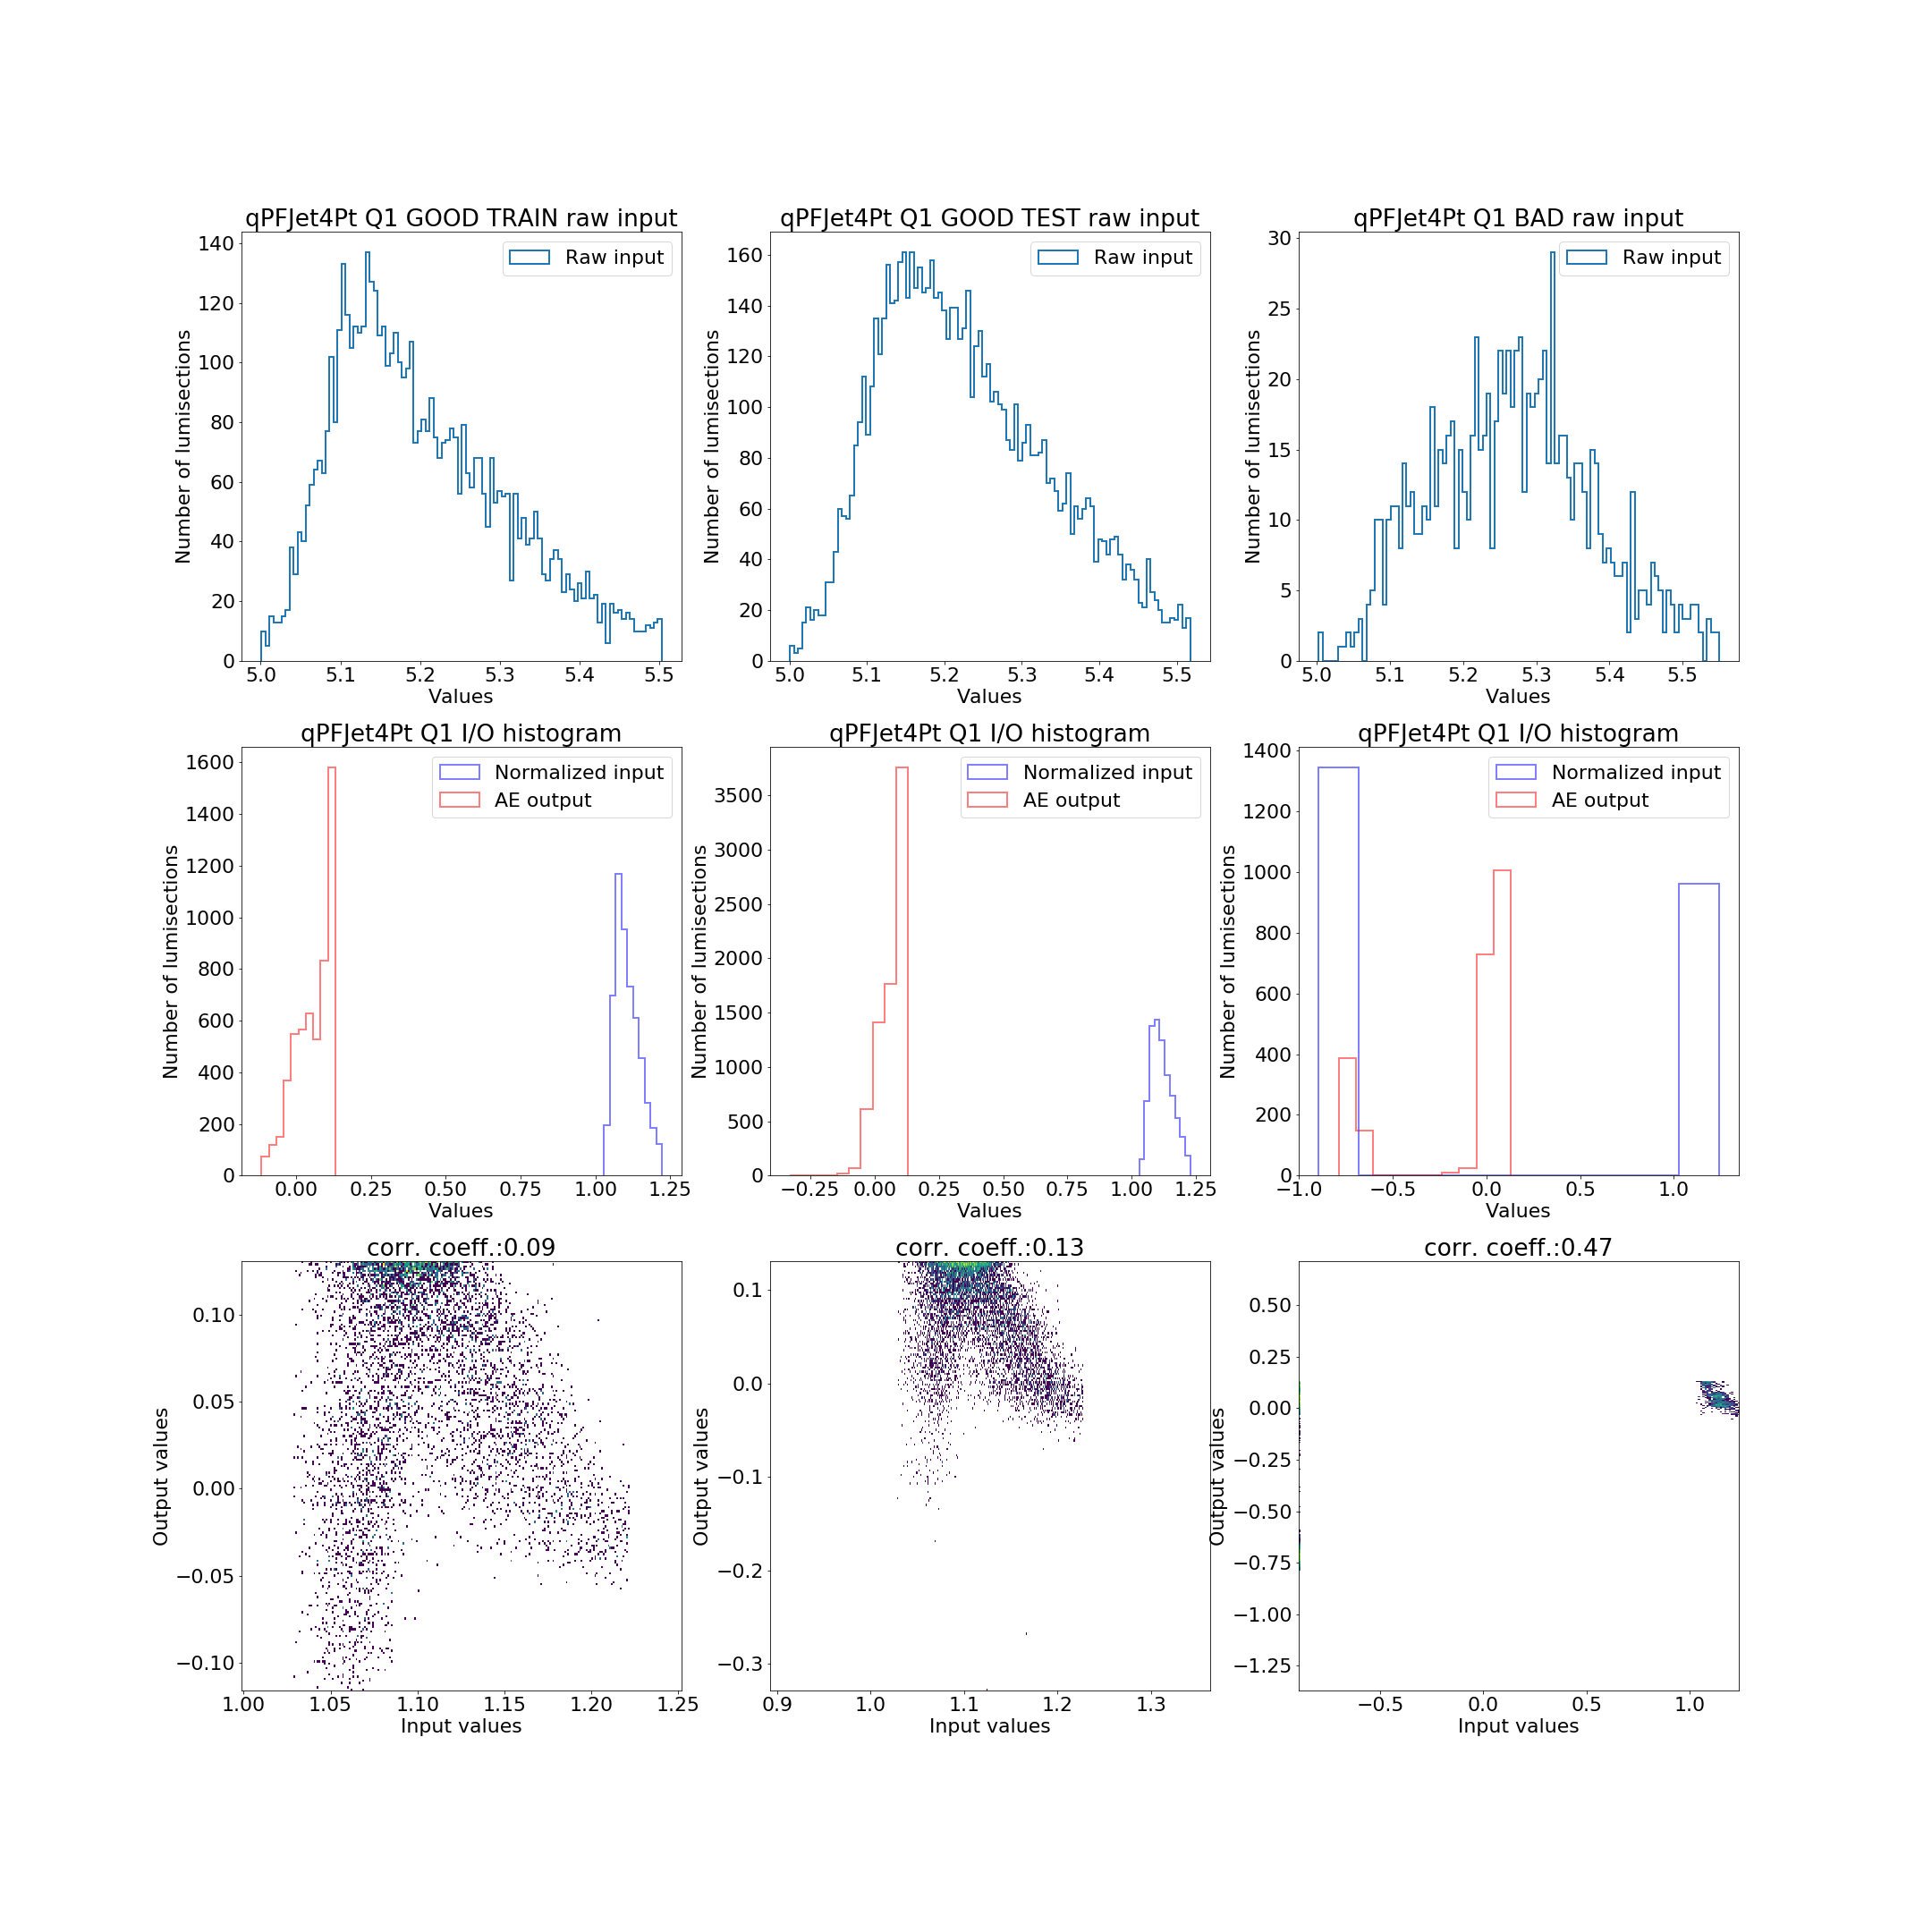 qPFJet4Pt Q1 GOOD TRAIN raw input
Raw input
Number of lumisections
140
120
100
80
60
40
20
0
5.0 5.1 5.2 5.3 5.4 5.5
Values
qPFJet4Pt Q1 GOOD TEST raw input
Raw input
Number of lumisections
160
140
120
100
80
60
40
20
0
5.0 5.1 5.2 5.3 5.4 5.5
Values
qPFJet4Pt Q1 BAD raw input
Raw input
Number of lumisections
30
25
20
15
10
5
0
5.0 5.1 5.2 5.3 5.4 5.5
Values
qPFJet4Pt Q1 I/O histogram
Normalized input
AE output
Number of lumisections
1600
1400
1200
1000
800
600
400
200
0
0.00 0.25 0.50 0.75 1.00 1.25
Values
qPFJet4Pt Q1 I/O histogram
Normalized input
AE output
Number of lumisections
3500
3000
2500
2000
1500
1000
500
0
−0.25 0.00 0.25 0.50 0.75 1.00 1.25
Values
qPFJet4Pt Q1 I/O histogram
Normalized input
AE output
Number of lumisections
1400
1200
1000
800
600
400
200
0
−1.0 −0.5 0.0 0.5 1.0
Values
corr. coeff.:0.09
Output values
0.10
0.05
0.00
−0.05
−0.10
1.00 1.05 1.10 1.15 1.20 1.25
Input values
corr. coeff.:0.13
Output values
0.1
0.0
−0.1
−0.2
−0.3
0.9 1.0 1.1 1.2 1.3
Input values
corr. coeff.:0.47
Output values
0.50
0.25
0.00
−0.25
−0.50
−0.75
−1.00
−1.25
−0.5 0.0 0.5 1.0
Input values